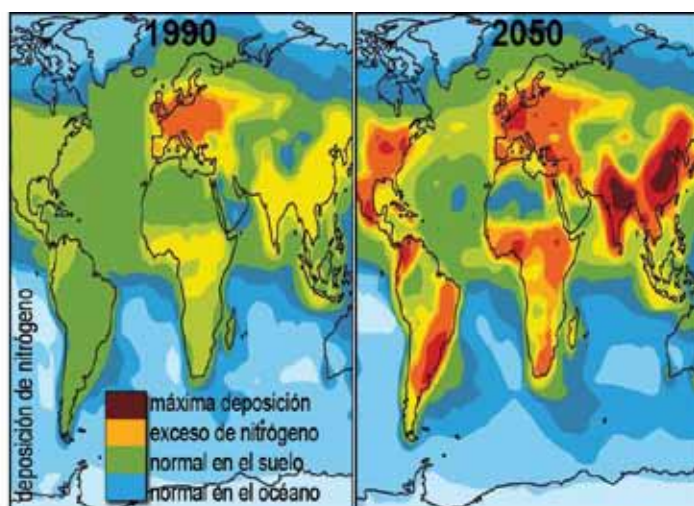 1990
2050
deposición de nitrógeno
máxima deposición
exceso de nitrógeno
normal en el suelo
normal en el océano